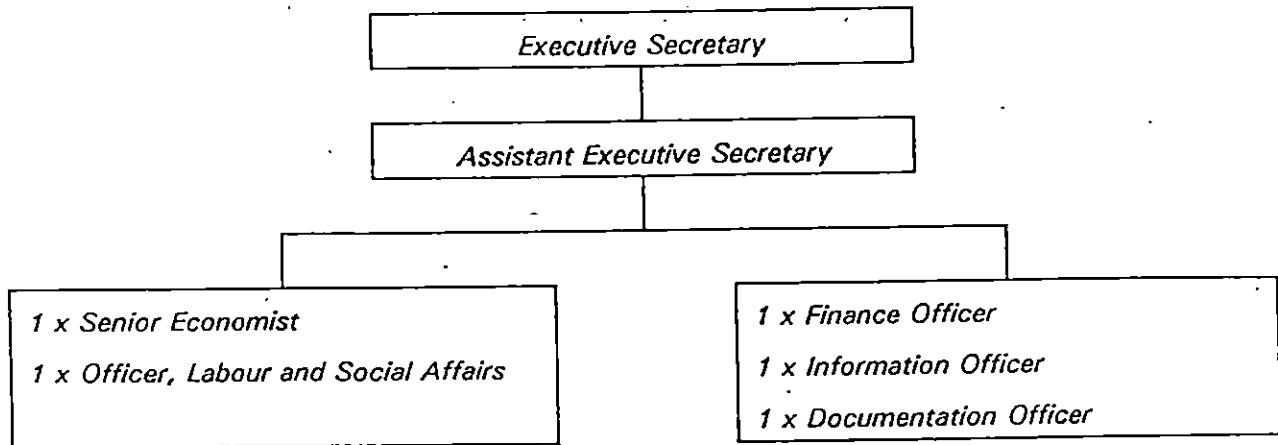 Executive Secretary
Assistant Executive Secretary
1 x Senior Economist
1 x Officer, Labour and Social Affairs
1 x Finance Officer
1 x Information Officer
1 x Documentation Officer